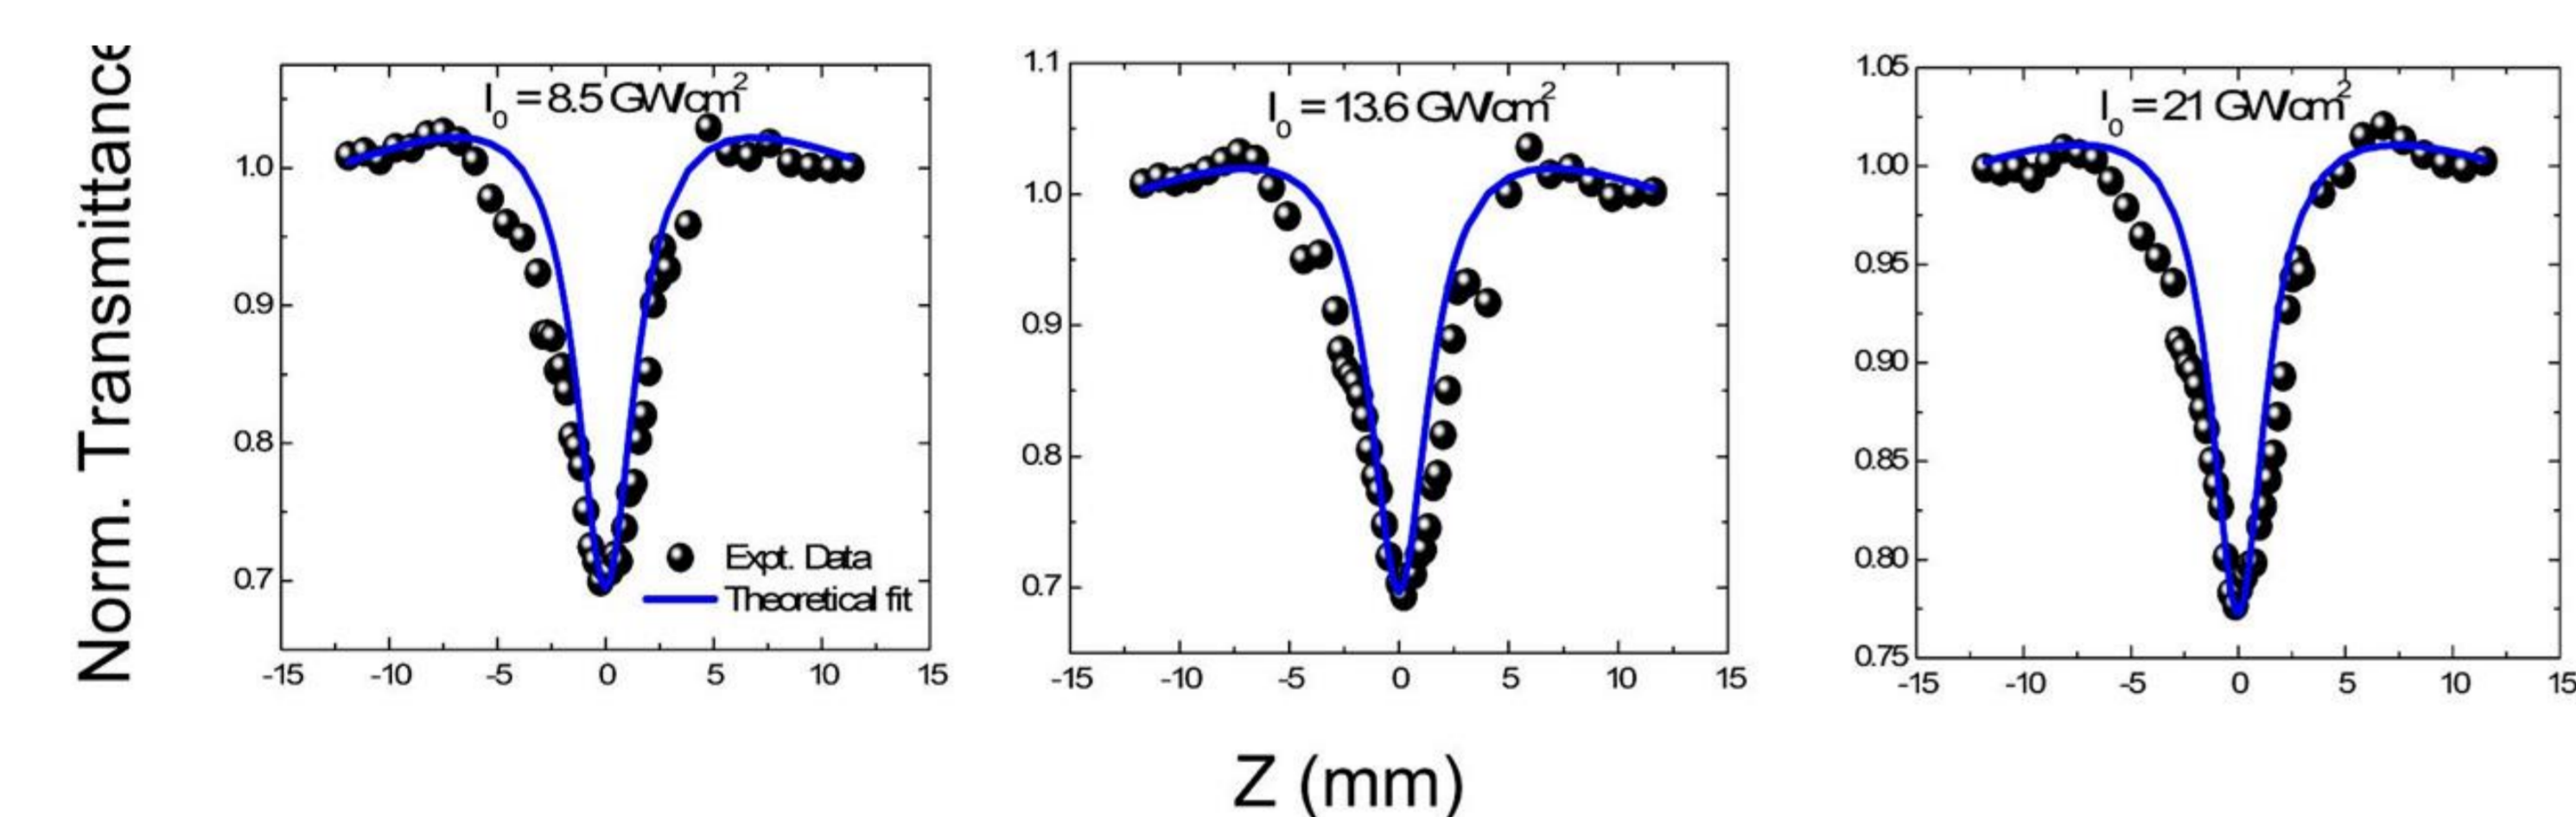 Norm. Transmittance
I0 = 8.5 GW/cm2
1.0
0.9
0.8
0.7
Expt. Data
Theoretical fit
-15 -10 -5 0 5 10 15
I0 = 13.6 GW/cm2
1.1
1.0
0.9
0.8
0.7
-15 -10 -5 0 5 10 15
I0 = 21 GW/cm2
1.05
1.00
0.95
0.90
0.85
0.80
0.75
-15 -10 -5 0 5 10 15
Z (mm)